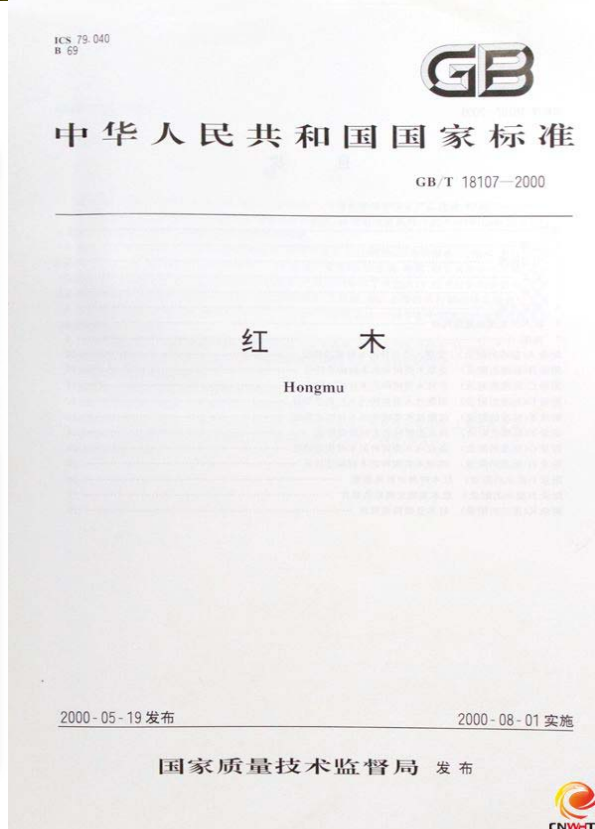 ICS 79.040
B 69
GB
中华人民共和国国家标准
GB/T 18107—2000
红 木
Hongmu
2000-05-19发布
2000-08-01实施
国家质量技术监督局 发布